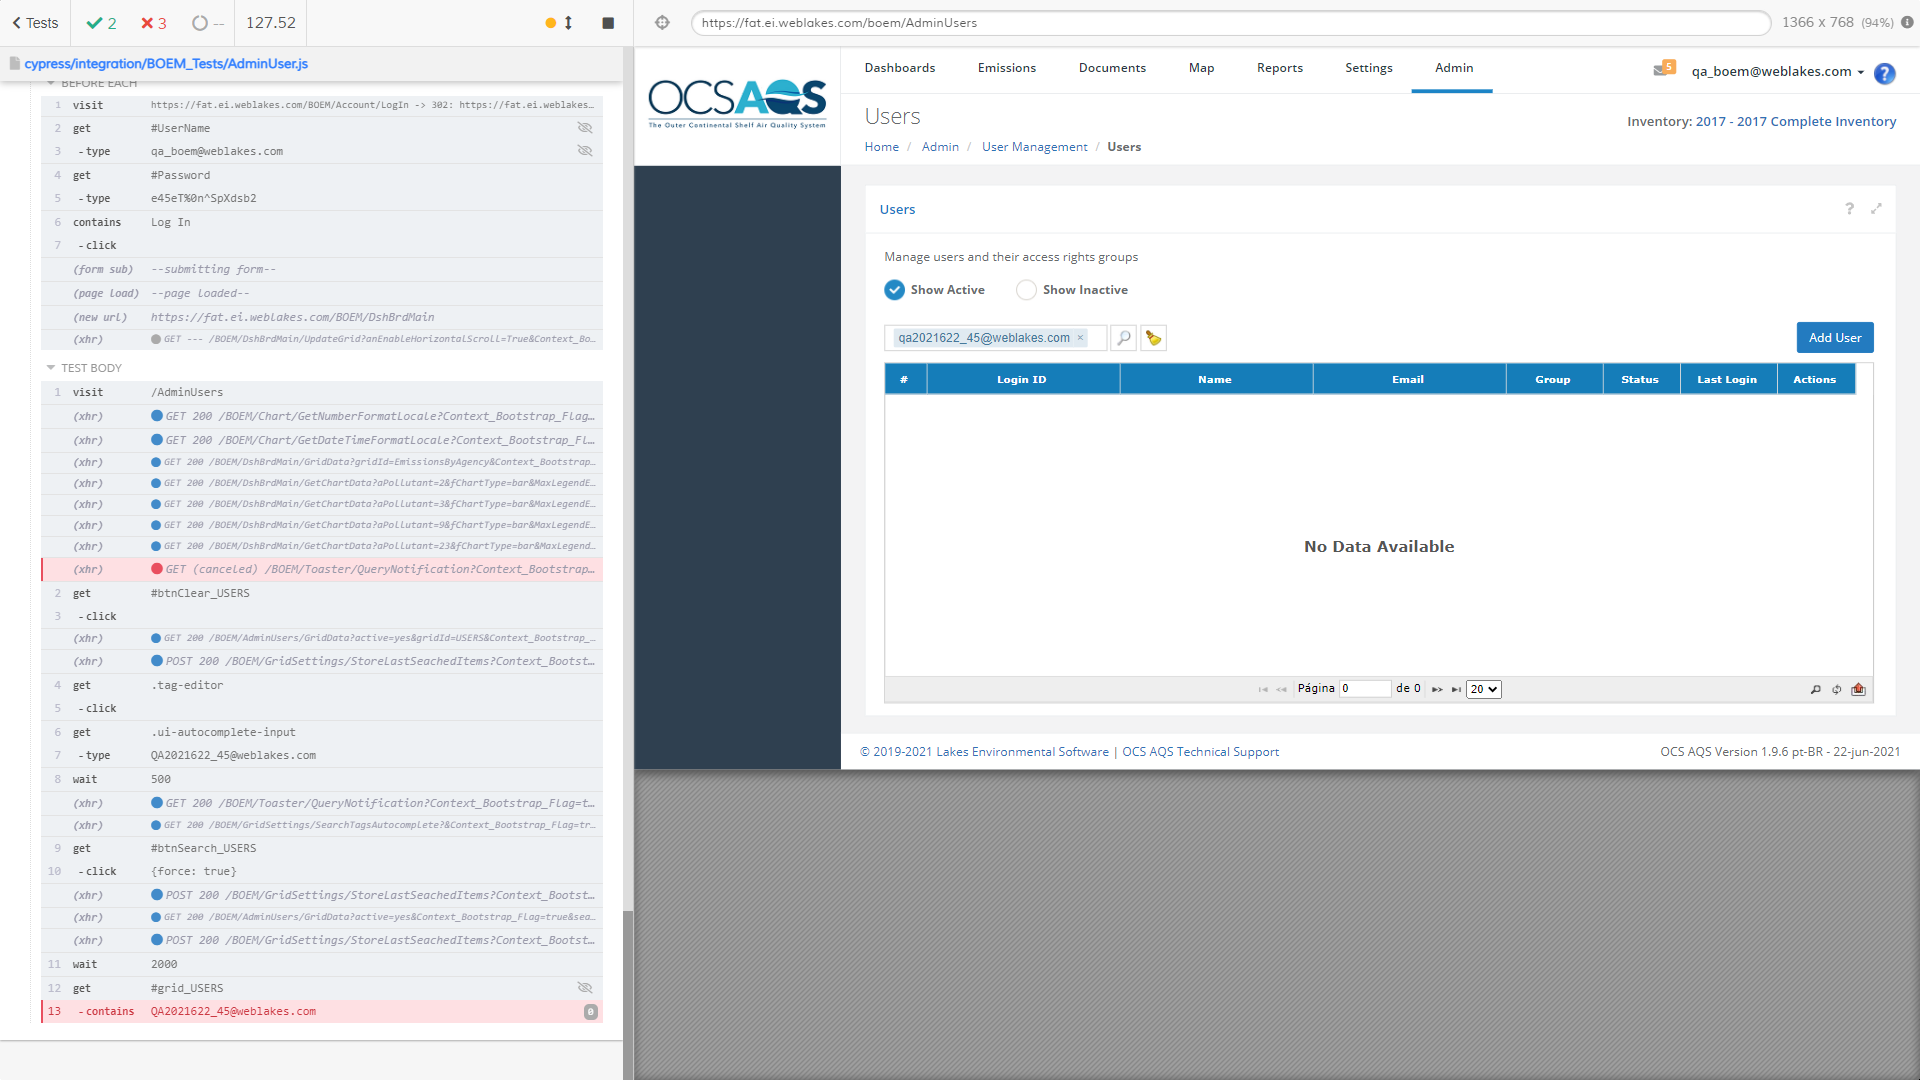 Tests
2
3
--
127.52
cypress/integration/BOEM_Tests/AdminUser.js
BEFORE EACH
1 visit https://fat.ei.weblakes.com/BOEM/Account/LogIn -> 302: https://fat.ei.weblakes...
2 get #UserName
3 -type qa_boem@weblakes.com
4 get #Password
5 -type e45eT%0n^SpXdsb2
6 contains Log In
7 -click
(form sub) --submitting form--
(page load) --page loaded--
(new url) https://fat.ei.weblakes.com/BOEM/DshBrdMain
(xhr) GET --- /BOEM/DshBrdMain/UpdateGrid?anEnableHorizontalScroll=True&Context_Bo...
TEST BODY
1 visit /AdminUsers
(xhr) GET 200 /BOEM/Chart/GetNumberFormatLocale?Context_Bootstrap_Flag...
(xhr) GET 200 /BOEM/Chart/GetDateTimeFormatLocale?Context_Bootstrap_Fl...
(xhr) GET 200 /BOEM/DshBrdMain/GridData?gridId=EmissionsByAgency&Context_Bootstrap...
(xhr) GET 200 /BOEM/DshBrdMain/GetChartData?aPollutant=2&fChartType=bar&MaxLegendE...
(xhr) GET 200 /BOEM/DshBrdMain/GetChartData?aPollutant=3&fChartType=bar&MaxLegendE...
(xhr) GET 200 /BOEM/DshBrdMain/GetChartData?aPollutant=9&fChartType=bar&MaxLegendE...
(xhr) GET 200 /BOEM/DshBrdMain/GetChartData?aPollutant=23&fChartType=bar&MaxLegend...
(xhr) GET (canceled) /BOEM/Toaster/QueryNotification?Context_Bootstrap...
2 get #btnClear_USERS
3 -click
(xhr) GET 200 /BOEM/AdminUsers/GridData?active=yes&gridId=USERS&Context_Bootstrap_...
(xhr) POST 200 /BOEM/GridSettings/StoreLastSeachedItems?Context_Bootst...
4 get .tag-editor
5 -click
6 get .ui-autocomplete-input
7 -type QA2021622_45@weblakes.com
8 wait 500
(xhr) GET 200 /BOEM/Toaster/QueryNotification?Context_Bootstrap_Flag=t...
(xhr) GET 200 /BOEM/GridSettings/SearchTagsAutocomplete?&Context_Bootstrap_Flag=tr...
9 get #btnSearch_USERS
10 -click {force: true}
(xhr) POST 200 /BOEM/GridSettings/StoreLastSeachedItems?Context_Bootst...
(xhr) GET 200 /BOEM/AdminUsers/GridData?active=yes&Context_Bootstrap_Flag=true&sea...
(xhr) POST 200 /BOEM/GridSettings/StoreLastSeachedItems?Context_Bootst...
11 wait 2000
12 get #grid_USERS
13 -contains QA2021622_45@weblakes.com 0
https://fat.ei.weblakes.com/boem/AdminUsers
1366 x 768 (94%)
OCSAQS
The Outer Continental Shelf Air Quality System
Dashboards Emissions Documents Map Reports Settings Admin
5
qa_boem@weblakes.com
?
Users
Inventory: 2017 - 2017 Complete Inventory
Home / Admin / User Management / Users
Users
?
Manage users and their access rights groups
Show Active Show Inactive
qa2021622_45@weblakes.com ×
Add User
# Login ID Name Email Group Status Last Login Actions
No Data Available
Página 0 de 0 20
© 2019-2021 Lakes Environmental Software | OCS AQS Technical Support
OCS AQS Version 1.9.6 pt-BR - 22-jun-2021